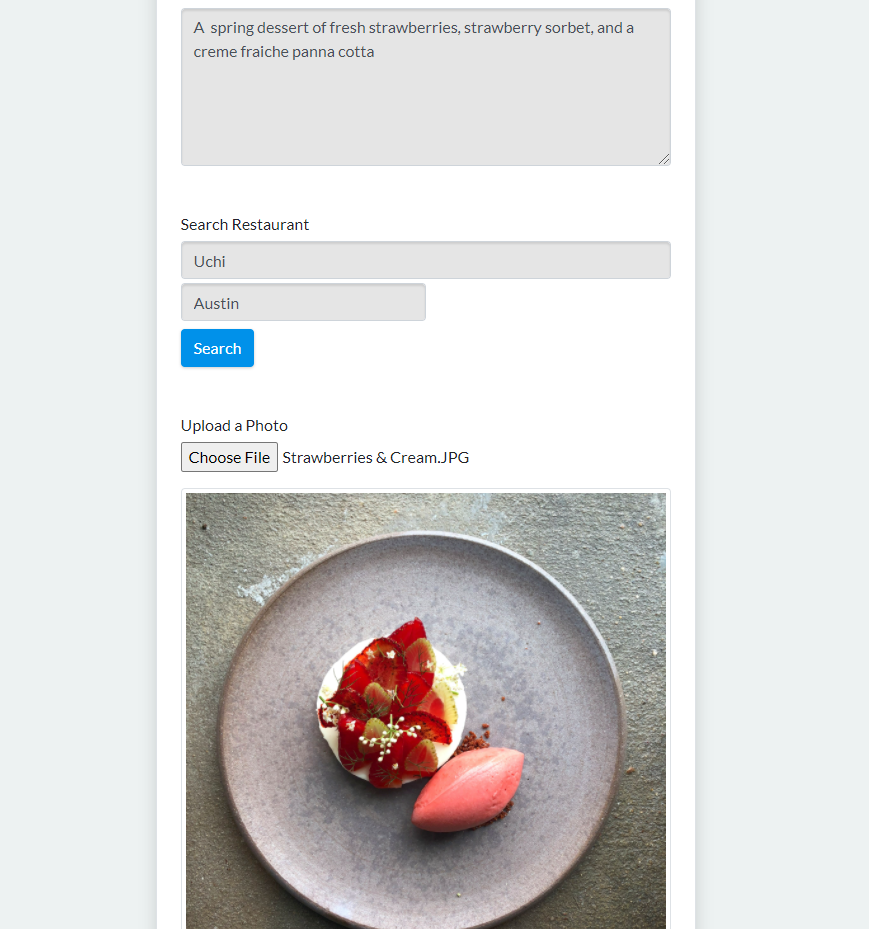 A  spring dessert of fresh strawberries, strawberry sorbet, and a
creme fraiche panna cotta
Search Restaurant
Uchi
Austin
Search
Upload a Photo
Choose File Strawberries & Cream.JPG